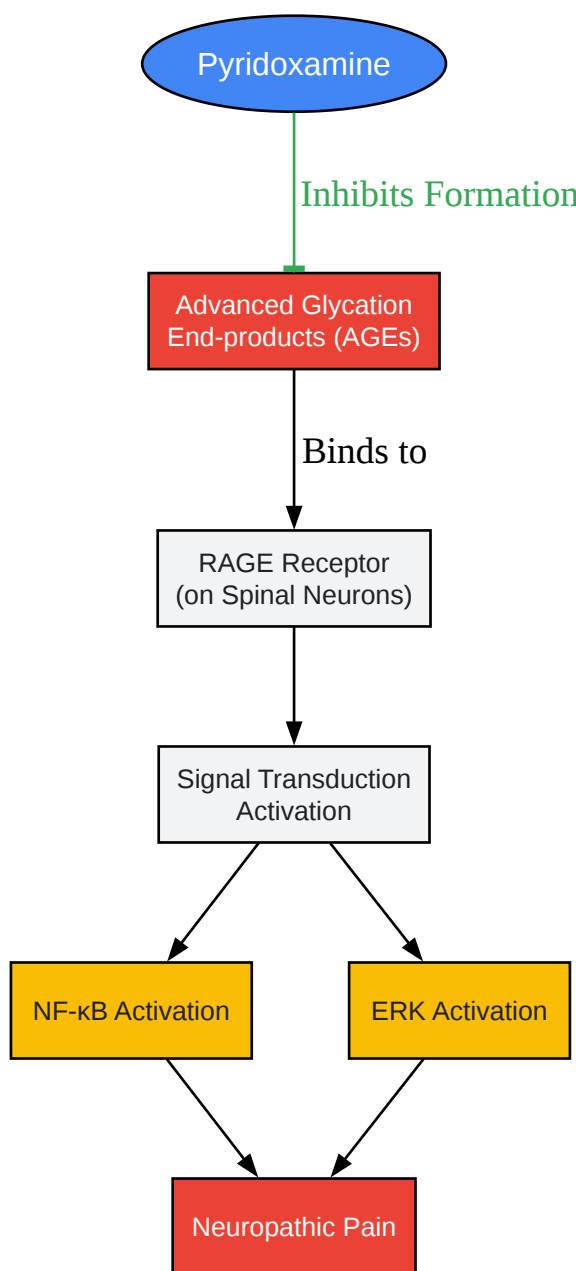 Pyridoxamine
Inhibits Formation
Advanced Glycation
End-products (AGEs)
Binds to
RAGE Receptor
(on Spinal Neurons)
Signal Transduction
Activation
NF-κB Activation
ERK Activation
Neuropathic Pain